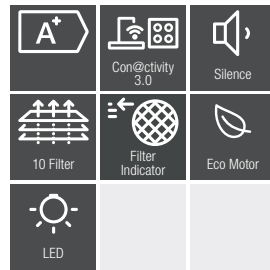 A+
Con@ctivity
3.0
Silence
10 Filter
Filter
Indicator
Eco Motor
LED